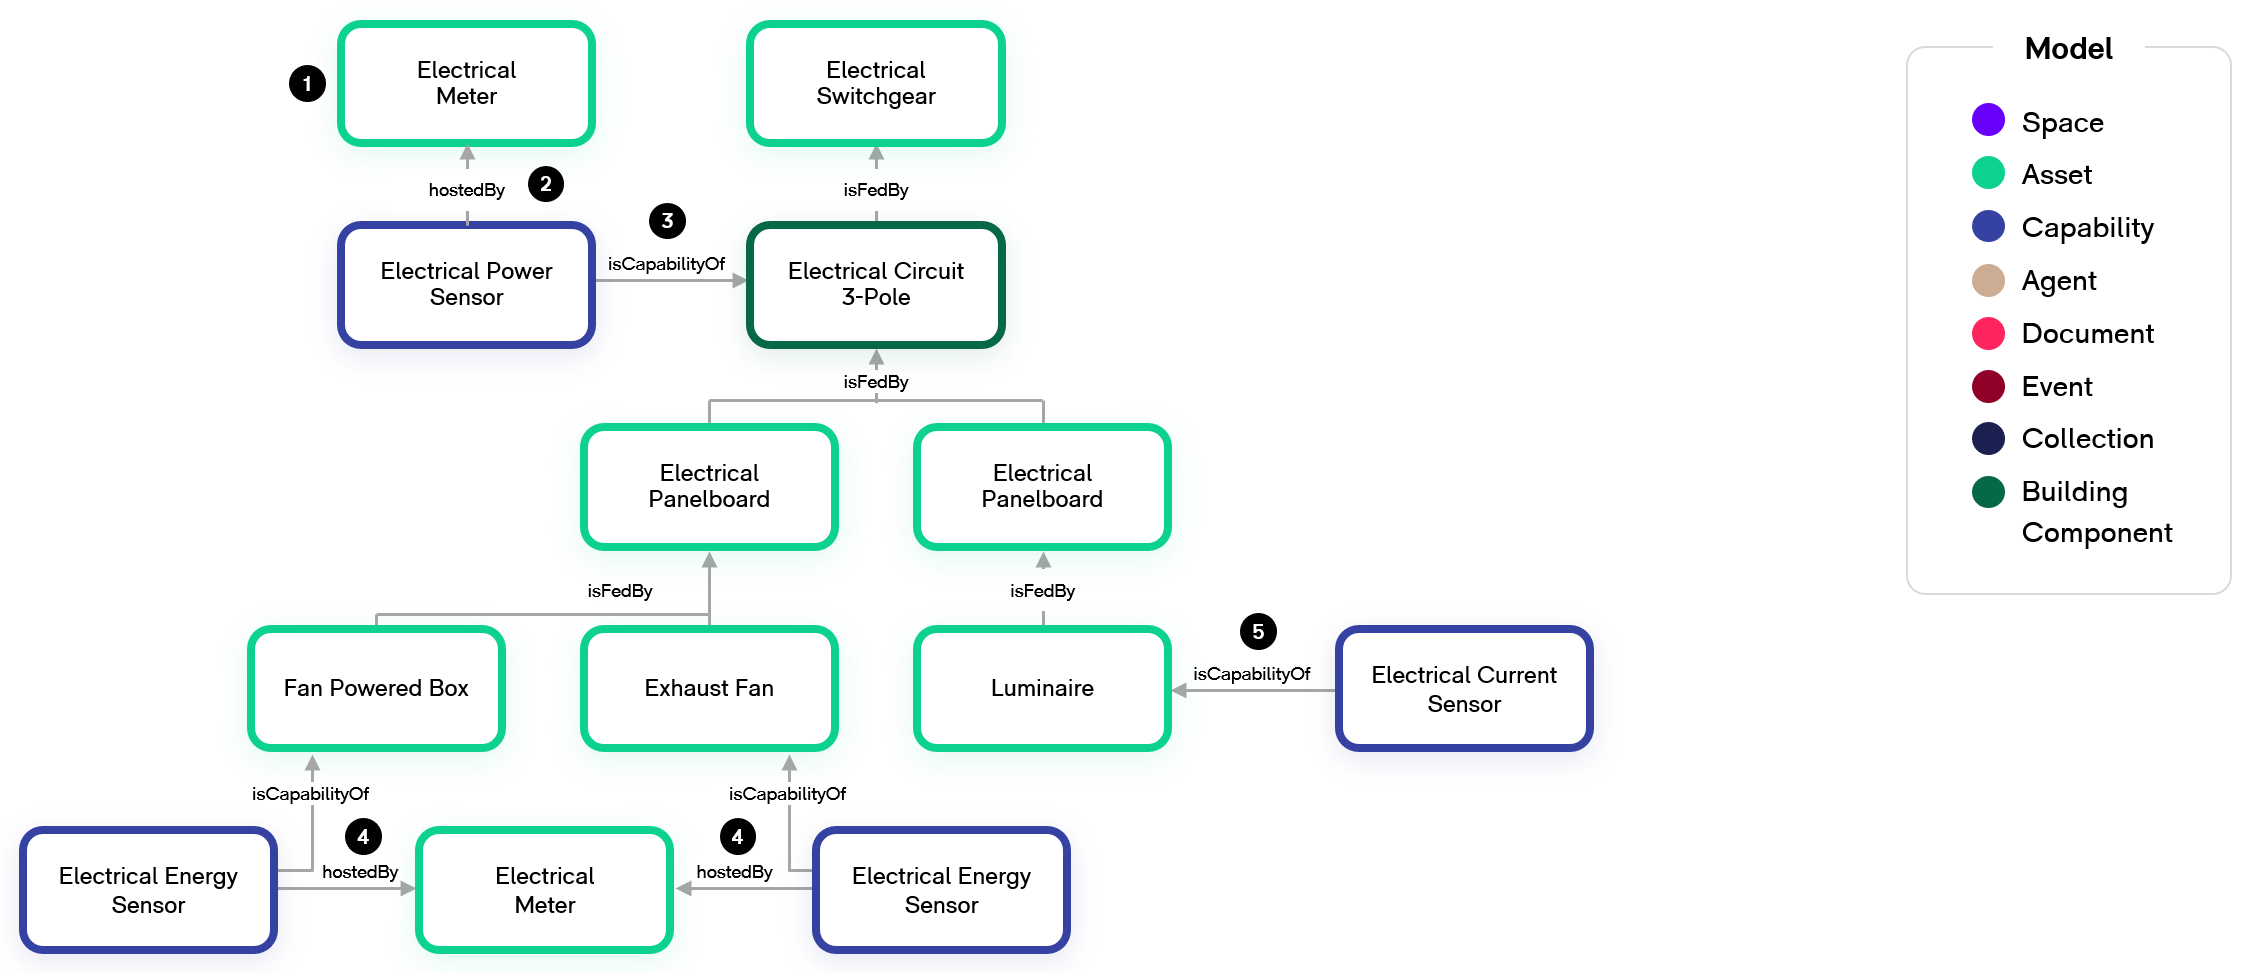 Electrical
Meter
Electrical
Switchgear
1
hostedBy
2
isFedBy
3
isCapabilityOf
Electrical Power
Sensor
Electrical Circuit
3-Pole
isFedBy
Electrical
Panelboard
Electrical
Panelboard
isFedBy
isFedBy
Fan Powered Box
Exhaust Fan
Luminaire
5
isCapabilityOf
Electrical Current
Sensor
isCapabilityOf
isCapabilityOf
4
hostedBy
4
hostedBy
Electrical Energy
Sensor
Electrical
Meter
Electrical Energy
Sensor
Model
Space
Asset
Capability
Agent
Document
Event
Collection
Building
Component